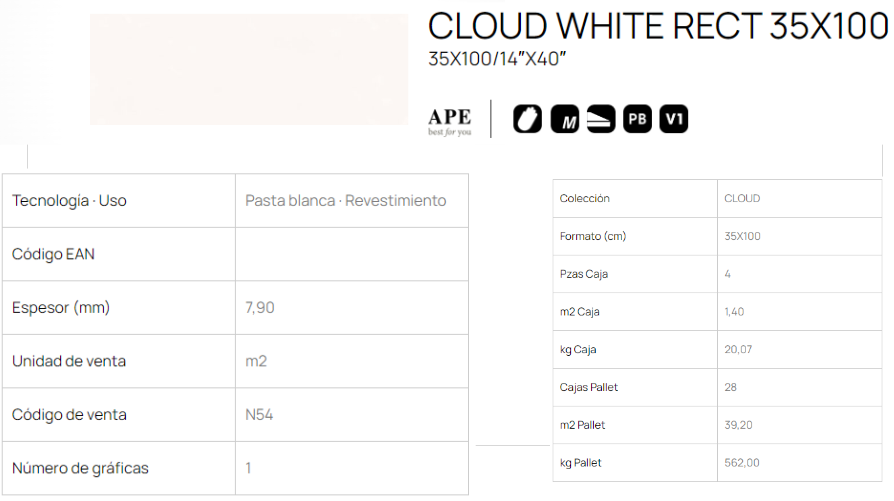 CLOUD WHITE RECT 35X100
35X100/14"X40"
APE
best for you
M
PB
V1
Tecnología · Uso
Pasta blanca · Revestimiento
Código EAN
Espesor (mm)
7,90
Unidad de venta
m2
Código de venta
N54
Número de gráficas
1
Colección
CLOUD
Formato (cm)
35X100
Pzas Caja
4
m2 Caja
1,40
kg Caja
20,07
Cajas Pallet
28
m2 Pallet
39,20
kg Pallet
562,00